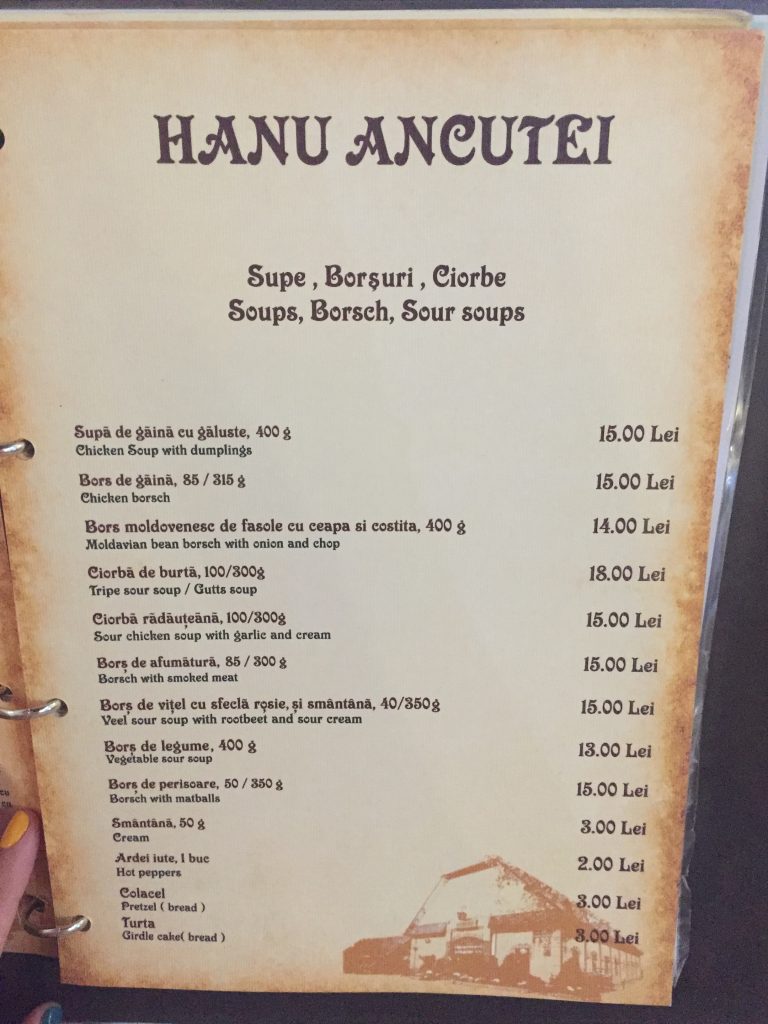 HANU ANCUTEI
Supe , Borşuri , Ciorbe
Soups, Borsch, Sour soups
Supă de găină cu găluste, 400 g 15.00 Lei
Chicken Soup with dumplings
Bors de găină, 85 / 315 g 15.00 Lei
Chicken borsch
Bors moldovenesc de fasole cu ceapa si costita, 400 g 14.00 Lei
Moldavian bean borsch with onion and chop
Ciorbă de burtă, 100/300g 18.00 Lei
Tripe sour soup / Gutts soup
Ciorbă rădăuțeănă, 100/300g 15.00 Lei
Sour chicken soup with garlic and cream
Borș de afumătură, 85 / 300 g 15.00 Lei
Borsch with smoked meat
Borș de vițel cu sfeclă roșie, și smântână, 40/350g 15.00 Lei
Veel sour soup with rootbeet and sour cream
Borș de legume, 400 g 13.00 Lei
Vegetable sour soup
Borș de perisoare, 50 / 350 g 15.00 Lei
Borsch with matballs
Smântână, 50 g 3.00 Lei
Cream
Ardei iute, 1 buc 2.00 Lei
Hot peppers
Colacel 3.00 Lei
Pretzel ( bread )
Turta 3.00 Lei
Girdle cake( bread )
cu